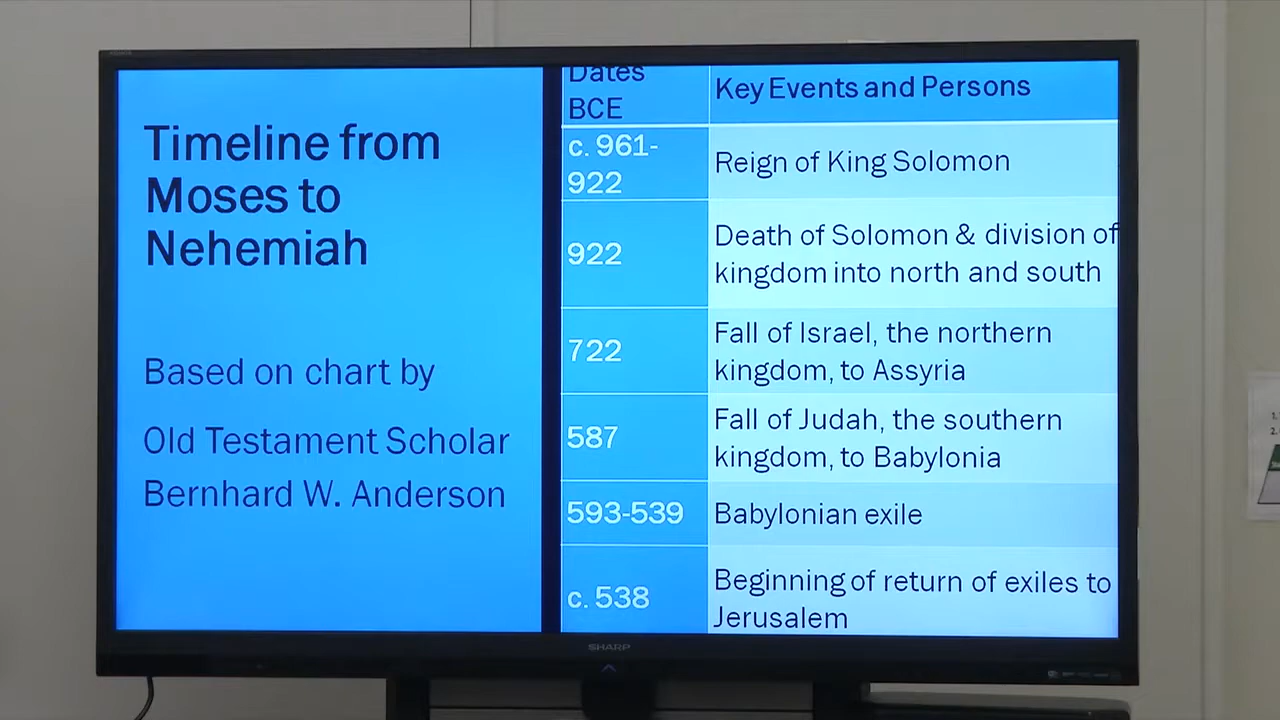 Timeline from
Moses to
Nehemiah
Based on chart by
Old Testament Scholar
Bernhard W. Anderson
Dates
BCE
Key Events and Persons
c. 961-
922
Reign of King Solomon
922
Death of Solomon & division of
kingdom into north and south
722
Fall of Israel, the northern
kingdom, to Assyria
587
Fall of Judah, the southern
kingdom, to Babylonia
593-539
Babylonian exile
c. 538
Beginning of return of exiles to
Jerusalem
SHARP
1.
2.